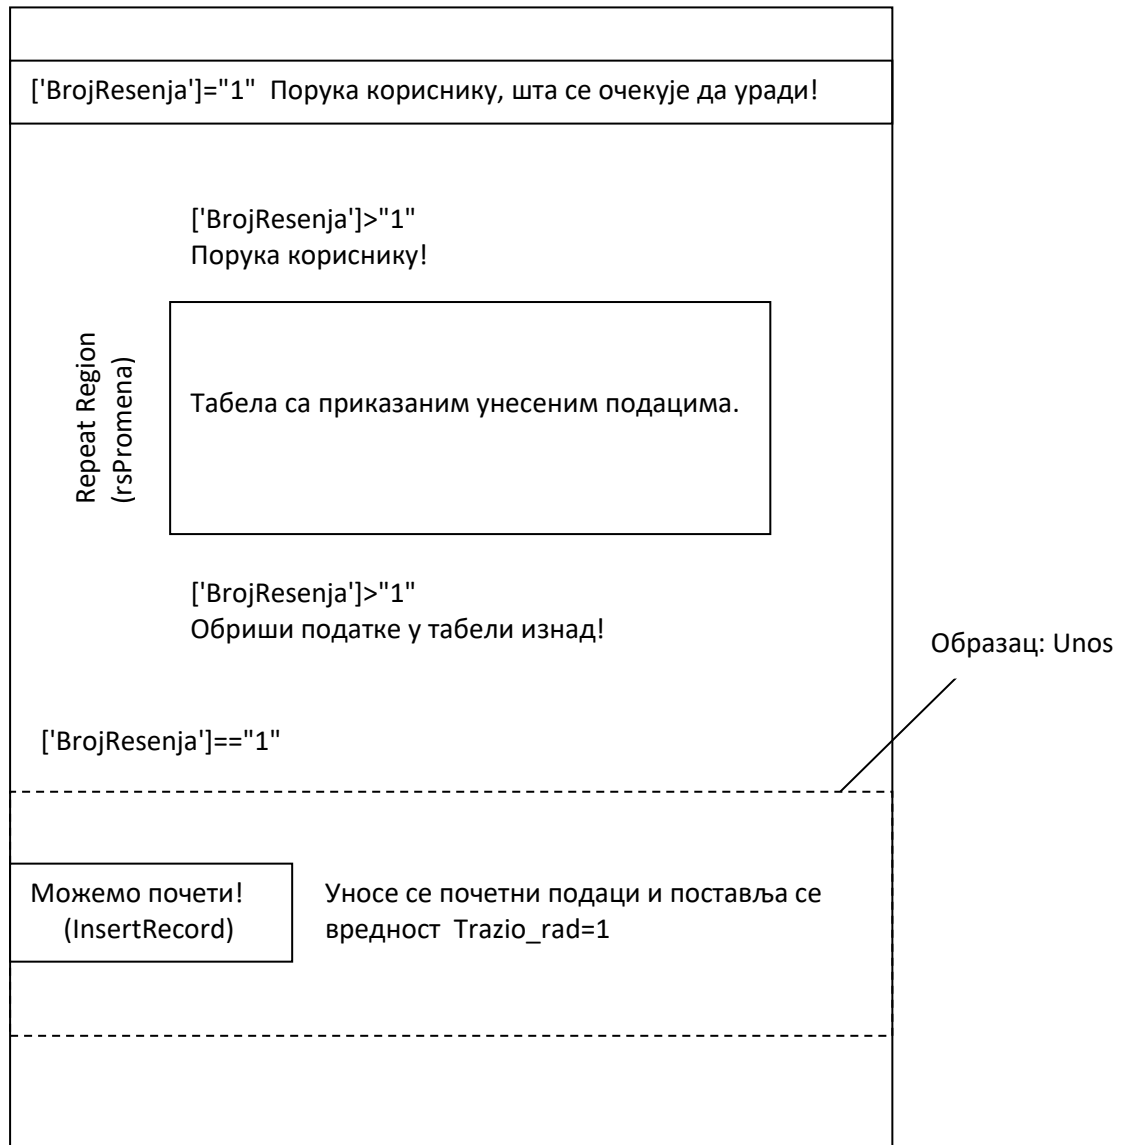 ['BrojResenja']="1" Порука кориснику, шта се очекује да уради!
['BrojResenja']>"1"
Порука кориснику!
Repeat Region
(rsPromena)
Табела са приказаним унесеним подацима.
['BrojResenja']>"1"
Обриши податке у табели изнад!
Образац: Unos
['BrojResenja']=="1"
Можемо почети!
(InsertRecord)
Уносе се почетни подаци и поставља се
вредност Trazio_rad=1